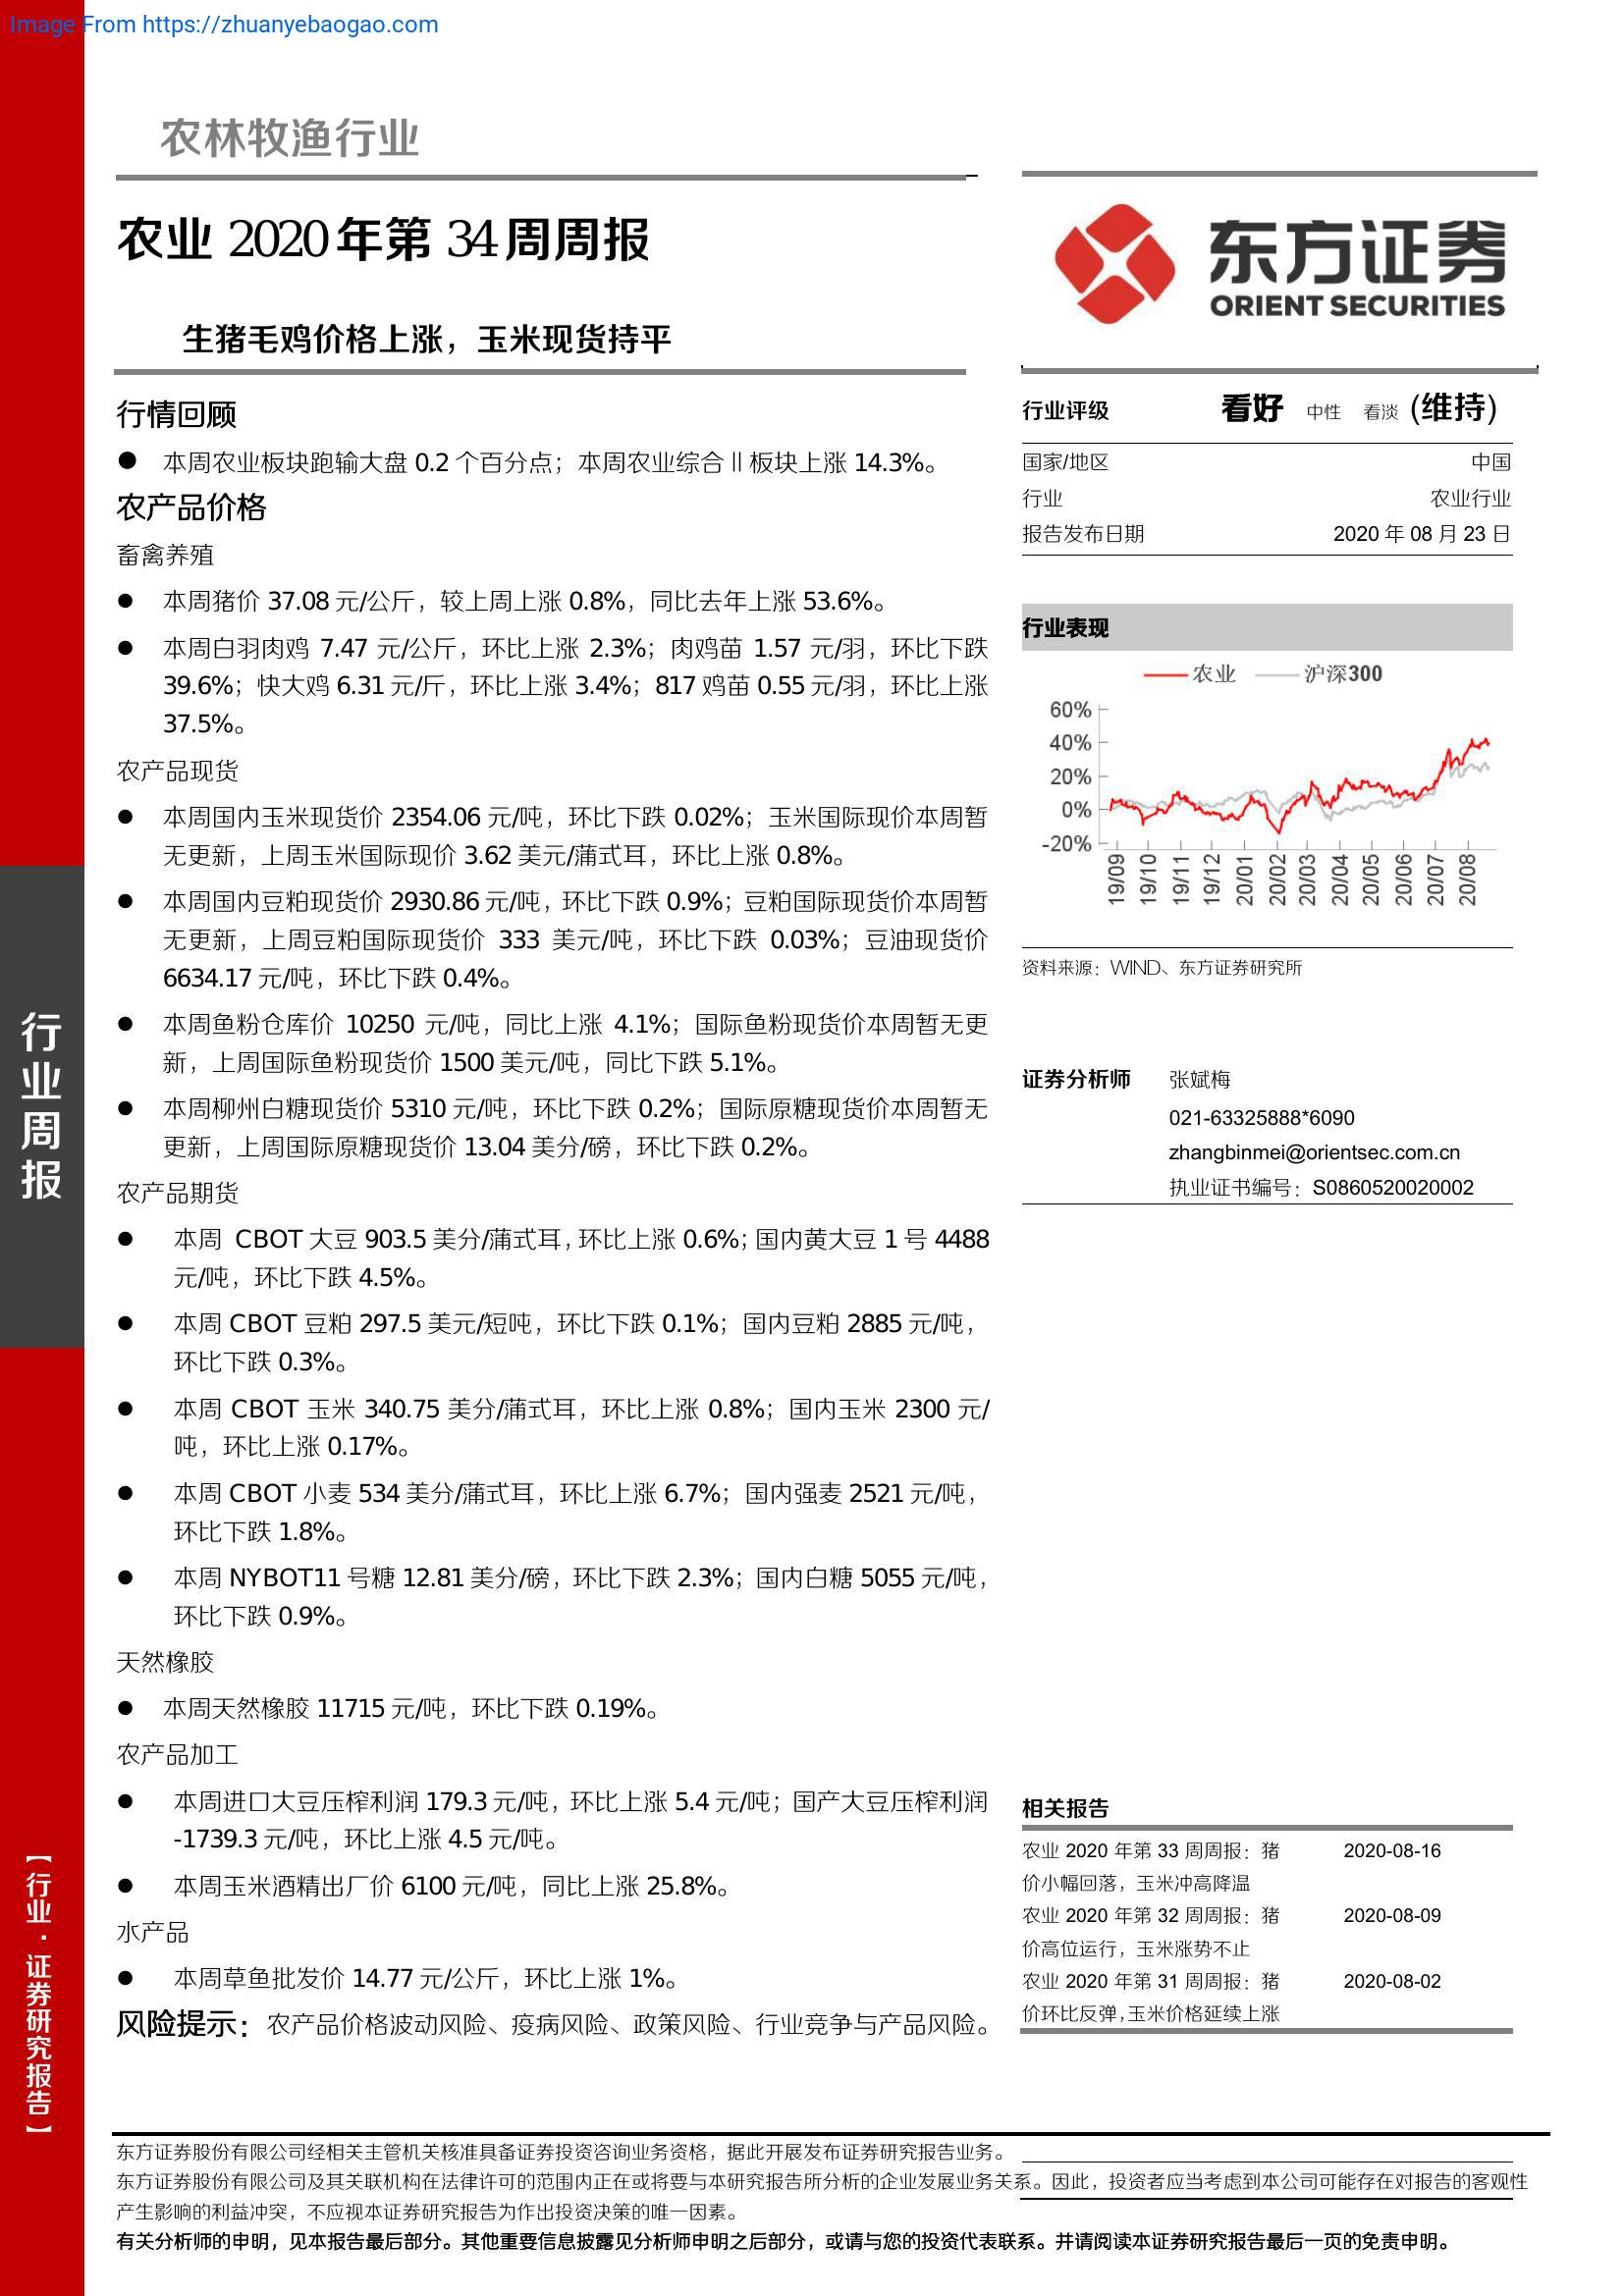 Image From https://zhuanyebaogao.com
农林牧渔行业
农业 2020 年第 34 周周报
生猪毛鸡价格上涨，玉米现货持平
东方证券
ORIENT SECURITIES
行情回顾
● 本周农业板块跑输大盘 0.2 个百分点；本周农业综合Ⅱ板块上涨 14.3%。
农产品价格
畜禽养殖
● 本周猪价 37.08 元/公斤，较上周上涨 0.8%，同比去年上涨 53.6%。
● 本周白羽肉鸡 7.47 元/公斤，环比上涨 2.3%；肉鸡苗 1.57 元/羽，环比下跌
39.6%；快大鸡 6.31 元/斤，环比上涨 3.4%；817 鸡苗 0.55 元/羽，环比上涨
37.5%。
农产品现货
● 本周国内玉米现货价 2354.06 元/吨，环比下跌 0.02%；玉米国际现价本周暂
无更新，上周玉米国际现价 3.62 美元/蒲式耳，环比上涨 0.8%。
● 本周国内豆粕现货价 2930.86 元/吨，环比下跌 0.9%；豆粕国际现货价本周暂
无更新，上周豆粕国际现货价 333 美元/吨，环比下跌 0.03%；豆油现货价
6634.17 元/吨，环比下跌 0.4%。
● 本周鱼粉仓库价 10250 元/吨，同比上涨 4.1%；国际鱼粉现货价本周暂无更
新，上周国际鱼粉现货价 1500 美元/吨，同比下跌 5.1%。
● 本周柳州白糖现货价 5310 元/吨，环比下跌 0.2%；国际原糖现货价本周暂无
更新，上周国际原糖现货价 13.04 美分/磅，环比下跌 0.2%。
农产品期货
● 本周 CBOT 大豆 903.5 美分/蒲式耳，环比上涨 0.6%；国内黄大豆 1 号 4488
元/吨，环比下跌 4.5%。
● 本周 CBOT 豆粕 297.5 美元/短吨，环比下跌 0.1%；国内豆粕 2885 元/吨，
环比下跌 0.3%。
● 本周 CBOT 玉米 340.75 美分/蒲式耳，环比上涨 0.8%；国内玉米 2300 元/
吨，环比上涨 0.17%。
● 本周 CBOT 小麦 534 美分/蒲式耳，环比上涨 6.7%；国内强麦 2521 元/吨，
环比下跌 1.8%。
● 本周 NYBOT11 号糖 12.81 美分/磅，环比下跌 2.3%；国内白糖 5055 元/吨，
环比下跌 0.9%。
天然橡胶
● 本周天然橡胶 11715 元/吨，环比下跌 0.19%。
农产品加工
● 本周进口大豆压榨利润 179.3 元/吨，环比上涨 5.4 元/吨；国产大豆压榨利润
-1739.3 元/吨，环比上涨 4.5 元/吨。
● 本周玉米酒精出厂价 6100 元/吨，同比上涨 25.8%。
水产品
● 本周草鱼批发价 14.77 元/公斤，环比上涨 1%。
风险提示：农产品价格波动风险、疫病风险、政策风险、行业竞争与产品风险。
行业评级 看好 中性 看淡 (维持)
国家/地区 中国
行业 农业行业
报告发布日期 2020 年 08 月 23 日
行业表现
农业 沪深300
60%
40%
20%
0%
-20%
19/09 19/10 19/11 19/12 20/01 20/02 20/03 20/04 20/05 20/06 20/07 20/08
资料来源：WIND、东方证券研究所
证券分析师 张斌梅
021-63325888*6090
zhangbinmei@orientsec.com.cn
执业证书编号：S0860520020002
相关报告
农业 2020 年第 33 周周报：猪 2020-08-16
价小幅回落，玉米冲高降温
农业 2020 年第 32 周周报：猪 2020-08-09
价高位运行，玉米涨势不止
农业 2020 年第 31 周周报：猪 2020-08-02
价环比反弹，玉米价格延续上涨
行业周报
【行业·证券研究报告】
东方证券股份有限公司经相关主管机关核准具备证券投资咨询业务资格，据此开展发布证券研究报告业务。
东方证券股份有限公司及其关联机构在法律许可的范围内正在或将要与本研究报告所分析的企业发展业务关系。因此，投资者应当考虑到本公司可能存在对报告的客观性
产生影响的利益冲突，不应视本证券研究报告为作出投资决策的唯一因素。
有关分析师的申明，见本报告最后部分。其他重要信息披露见分析师申明之后部分，或请与您的投资代表联系。并请阅读本证券研究报告最后一页的免责申明。